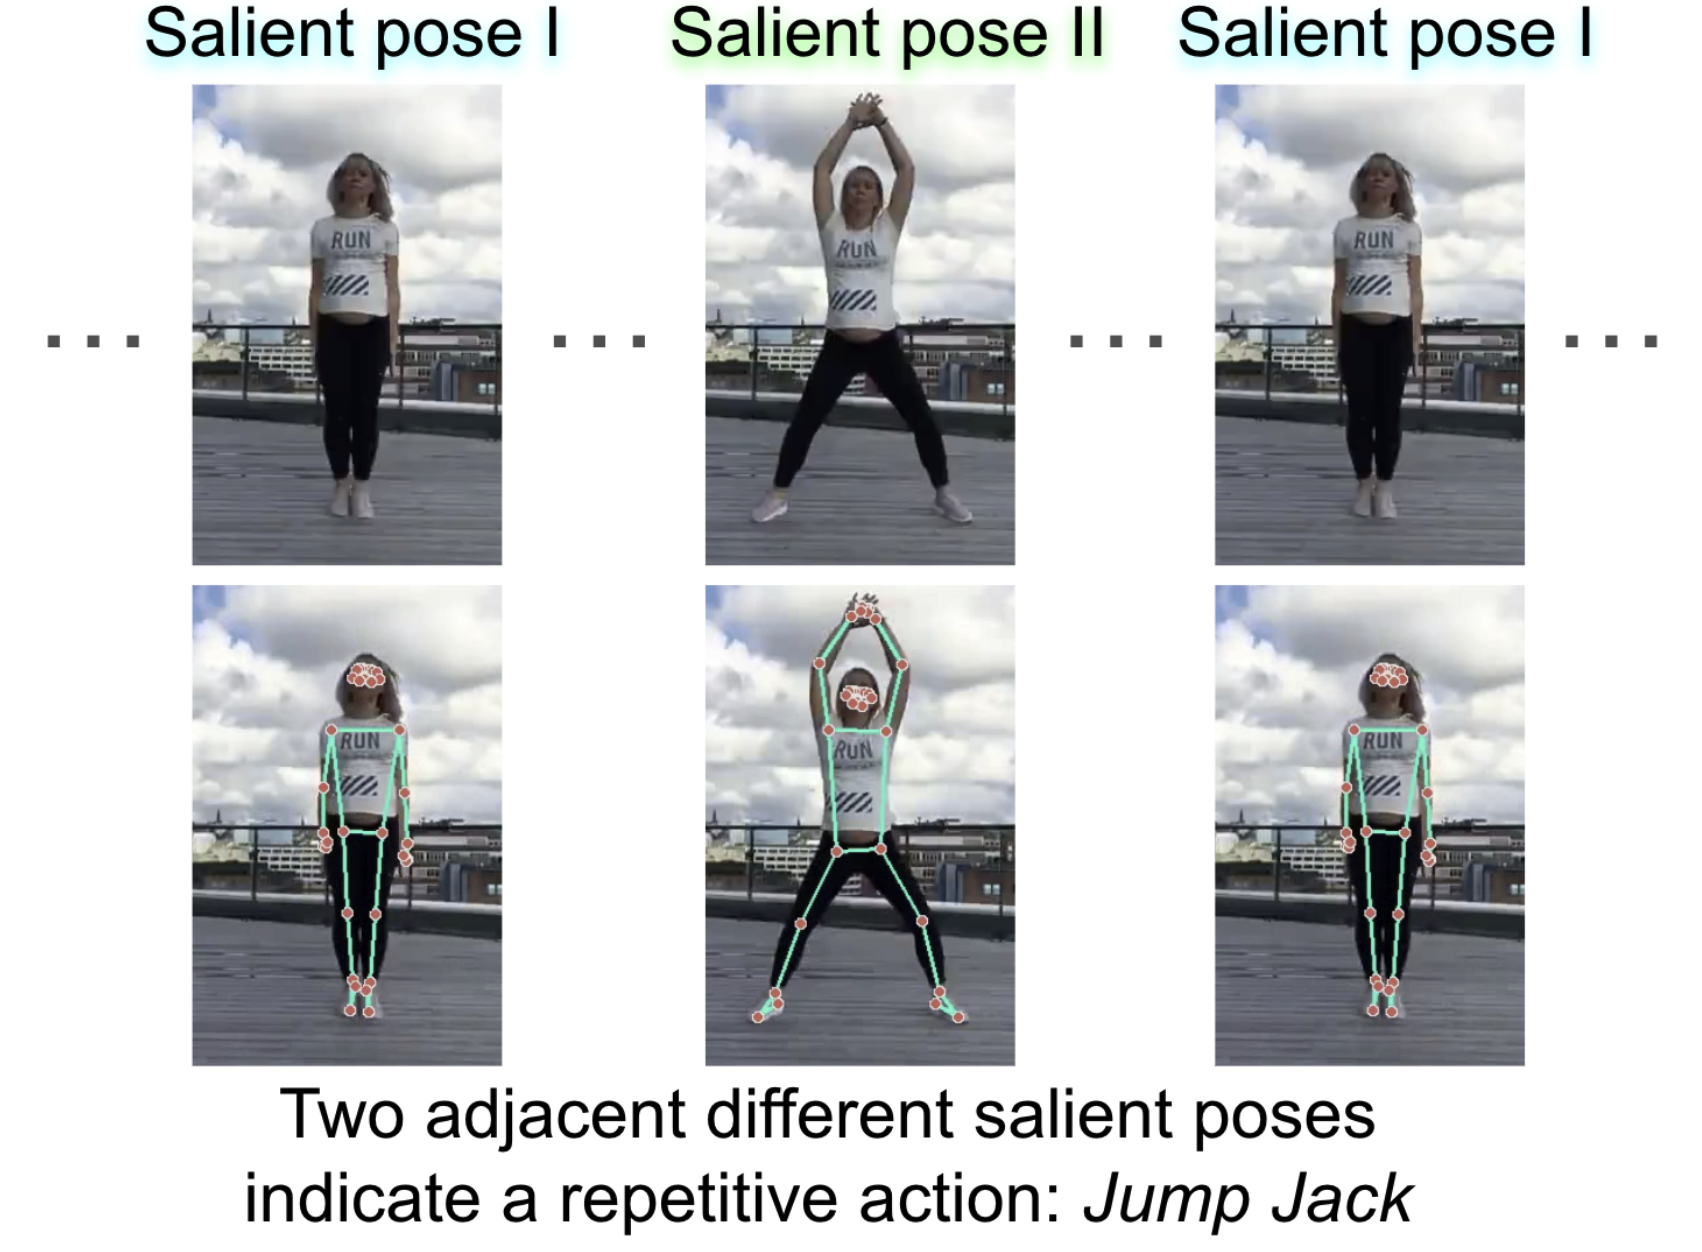 Salient pose I
Salient pose II
Salient pose I
RUN
RUN
RUN
RUN
RUN
RUN
Two adjacent different salient poses
indicate a repetitive action: Jump Jack